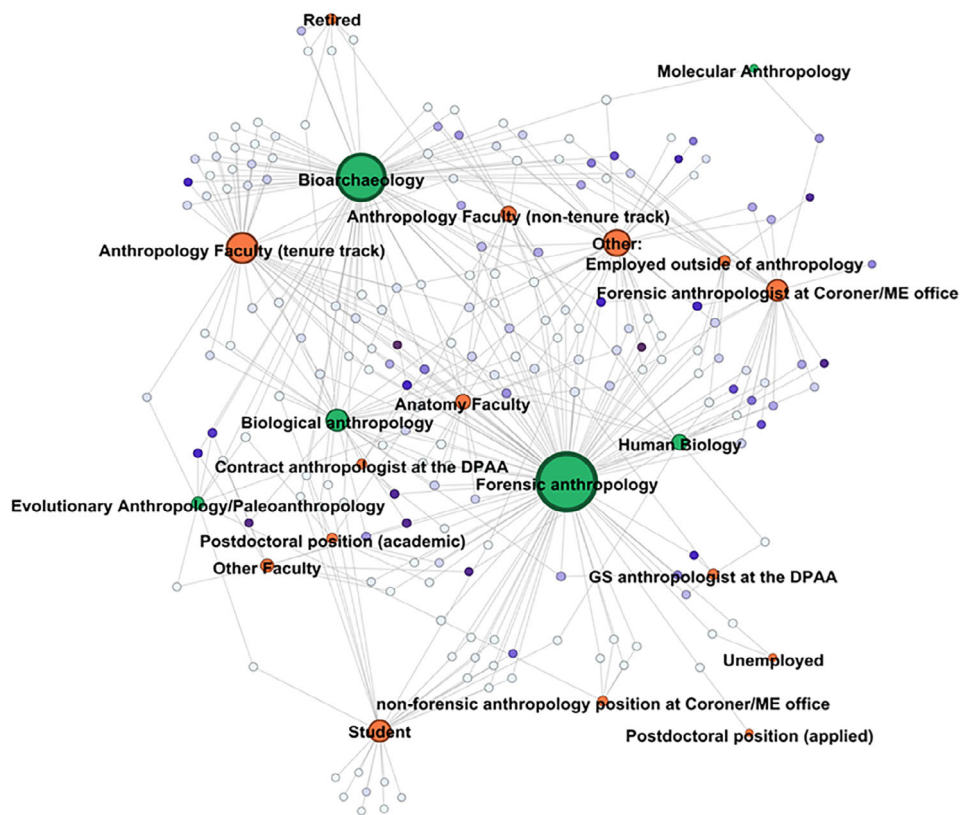 Retired
Molecular Anthropology
Bioarchaeology
Anthropology Faculty (non-tenure track)
Anthropology Faculty (tenure track)
Other:
Employed outside of anthropology
Forensic anthropologist at Coroner/ME office
Anatomy Faculty
Biological anthropology
Human Biology
Contract anthropologist at the DPAA
Forensic anthropology
Evolutionary Anthropology/Paleoanthropology
Postdoctoral position (academic)
Other Faculty
GS anthropologist at the DPAA
Unemployed
non-forensic anthropology position at Coroner/ME office
Student
Postdoctoral position (applied)